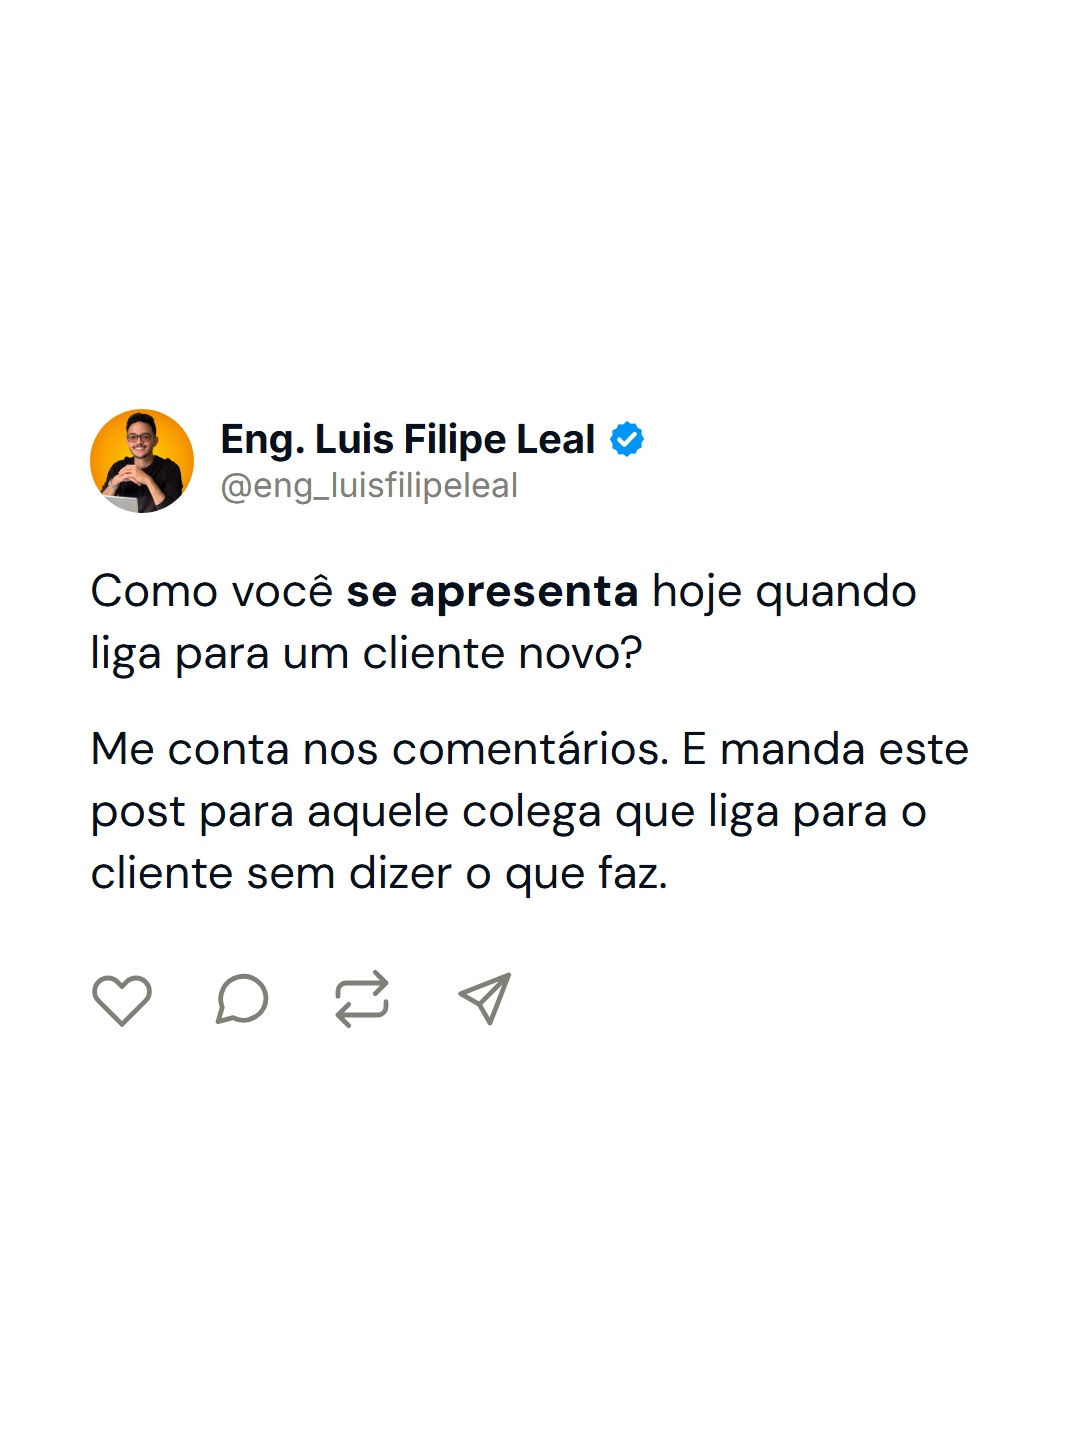 Eng. Luis Filipe Leal
@eng_luisfilipeleal
Como você se apresenta hoje quando
liga para um cliente novo?
Me conta nos comentários. E manda este
post para aquele colega que liga para o
cliente sem dizer o que faz.